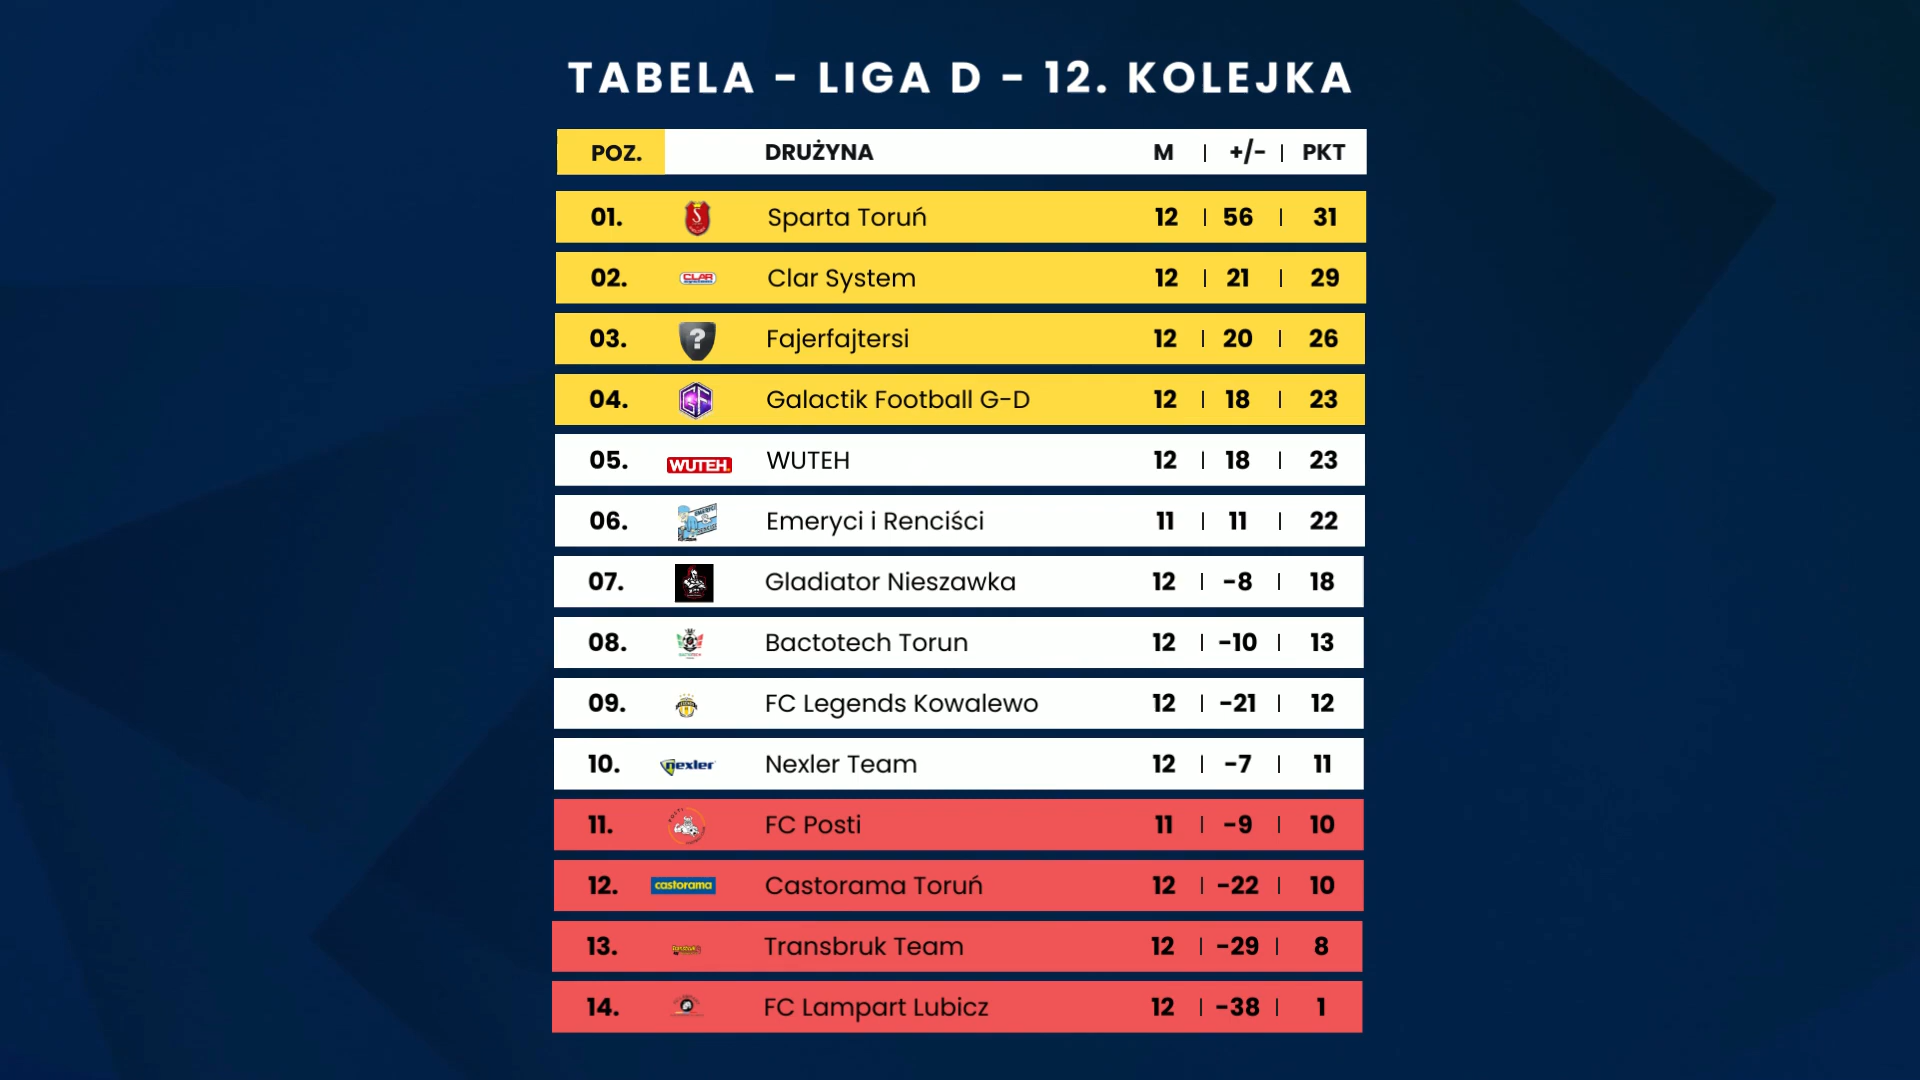 TABELA - LIGA D - 12. KOLEJKA
POZ. DRUŻYNA M | +/- | PKT
01. Sparta Toruń 12 | 56 | 31
02. CLAR Clar System 12 | 21 | 29
03. ? Fajerfajtersi 12 | 20 | 26
04. GF Galactik Football G-D 12 | 18 | 23
05. WUTEH. WUTEH 12 | 18 | 23
06. Emeryci i Renciści 11 | 11 | 22
07. Gladiator Nieszawka 12 | -8 | 18
08. Bactotech Torun 12 | -10 | 13
09. FC Legends Kowalewo 12 | -21 | 12
10. nexler Nexler Team 12 | -7 | 11
11. FC Posti 11 | -9 | 10
12. castorama Castorama Toruń 12 | -22 | 10
13. Transbruk Team 12 | -29 | 8
14. FC Lampart Lubicz 12 | -38 | 1